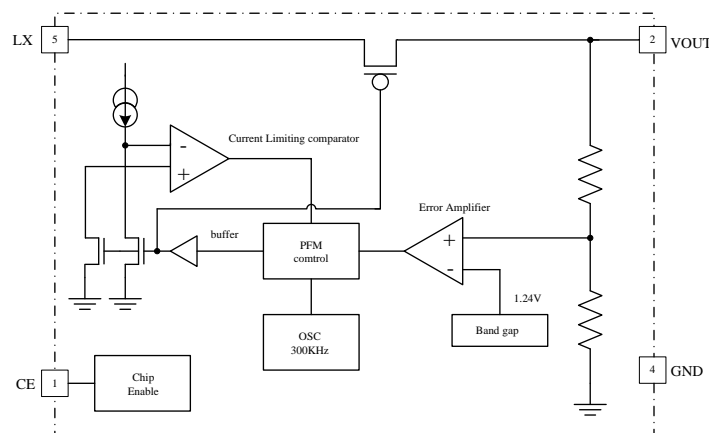 LX
5
2
VOUT
-
+
Current Limiting comparator
Error Amplifier
buffer
PFM
comtrol
+
-
1.24V
OSC
300KHz
Band gap
CE
1
Chip
Enable
4
GND